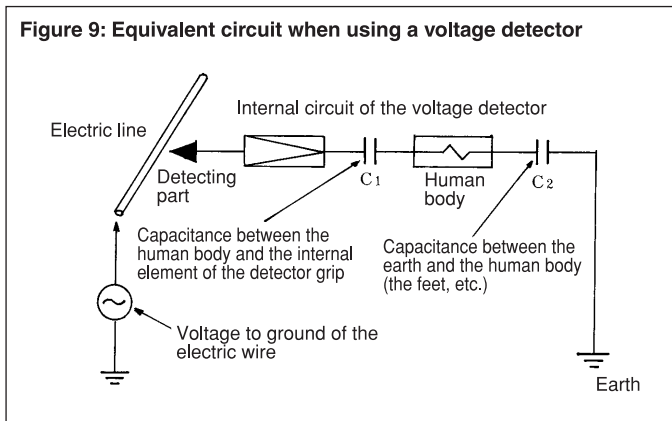 Figure 9: Equivalent circuit when using a voltage detector
Internal circuit of the voltage detector
Electric line
Detecting
part
C1
Human
body
C2
Capacitance between the
human body and the internal
element of the detector grip
Capacitance between the
earth and the human body
(the feet, etc.)
Voltage to ground of the
electric wire
Earth